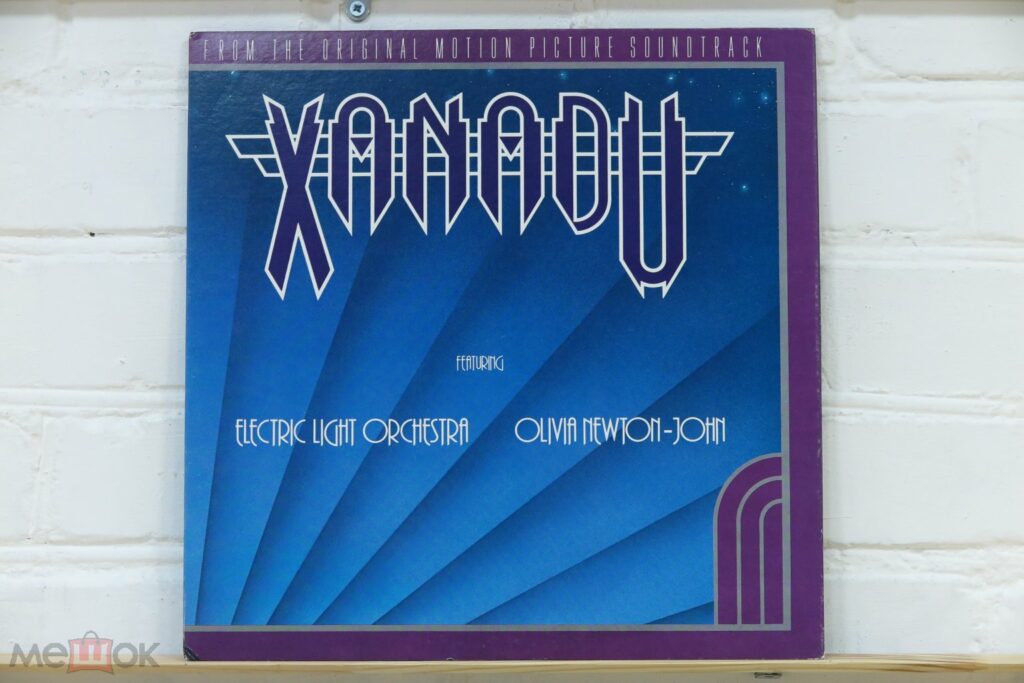 FROM THE ORIGINAL MOTION PICTURE SOUNDTRACK
XANADU
FEATURING
ELECTRIC LIGHT ORCHESTRA
OLIVIA NEWTON-JOHN
мешок